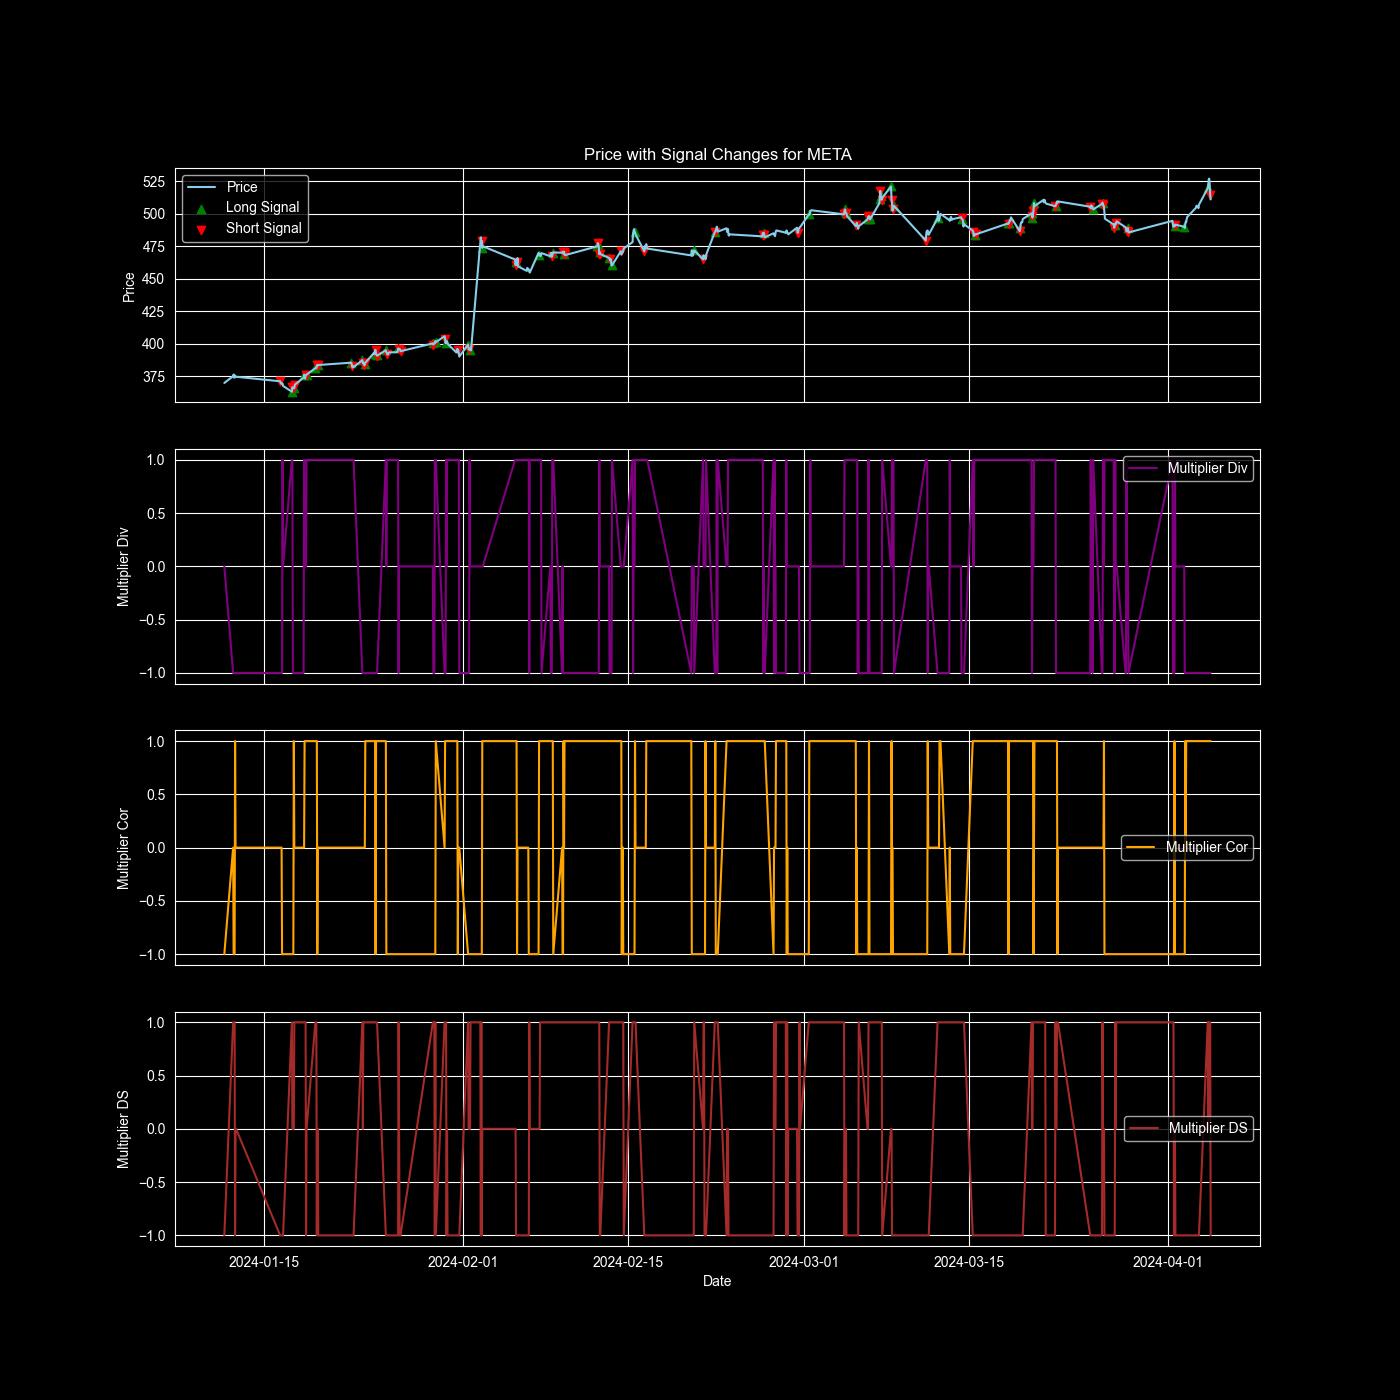 Price with Signal Changes for META
525
500
475
450
425
400
375
Price
Price
Long Signal
Short Signal
1.0
0.5
0.0
−0.5
−1.0
Multiplier Div
Multiplier Div
1.0
0.5
0.0
−0.5
−1.0
Multiplier Cor
Multiplier Cor
1.0
0.5
0.0
−0.5
−1.0
Multiplier DS
Multiplier DS
2024-01-15 2024-02-01 2024-02-15 2024-03-01 2024-03-15 2024-04-01
Date